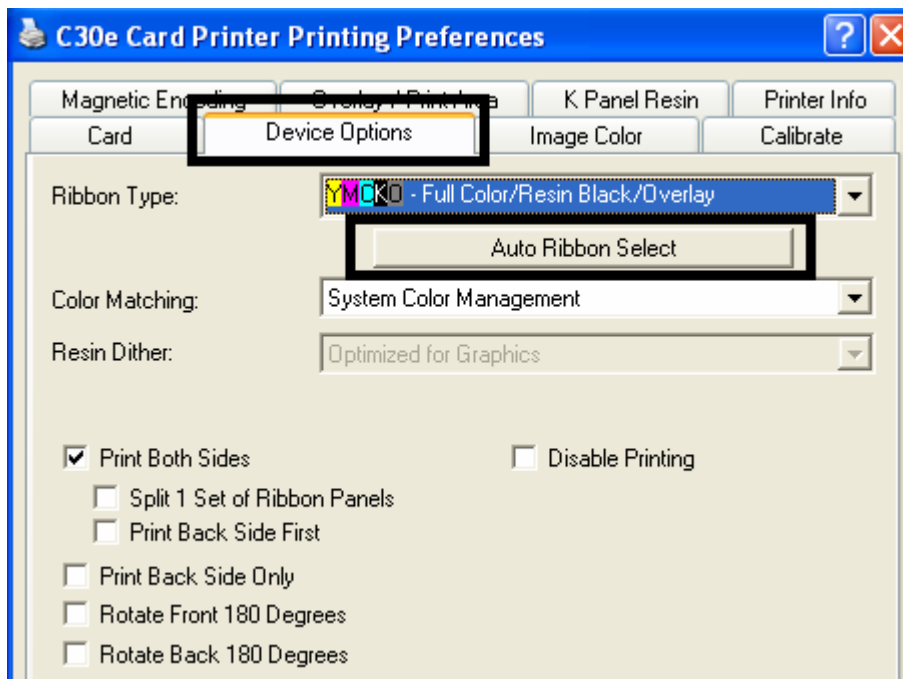 C30e Card Printer Printing Preferences
Magnetic Encoding Overlay / Print Area K Panel Resin Printer Info
Card Device Options Image Color Calibrate
Ribbon Type: YMCKO - Full Color/Resin Black/Overlay
Auto Ribbon Select
Color Matching: System Color Management
Resin Dither: Optimized for Graphics
Print Both Sides Disable Printing
Split 1 Set of Ribbon Panels
Print Back Side First
Print Back Side Only
Rotate Front 180 Degrees
Rotate Back 180 Degrees